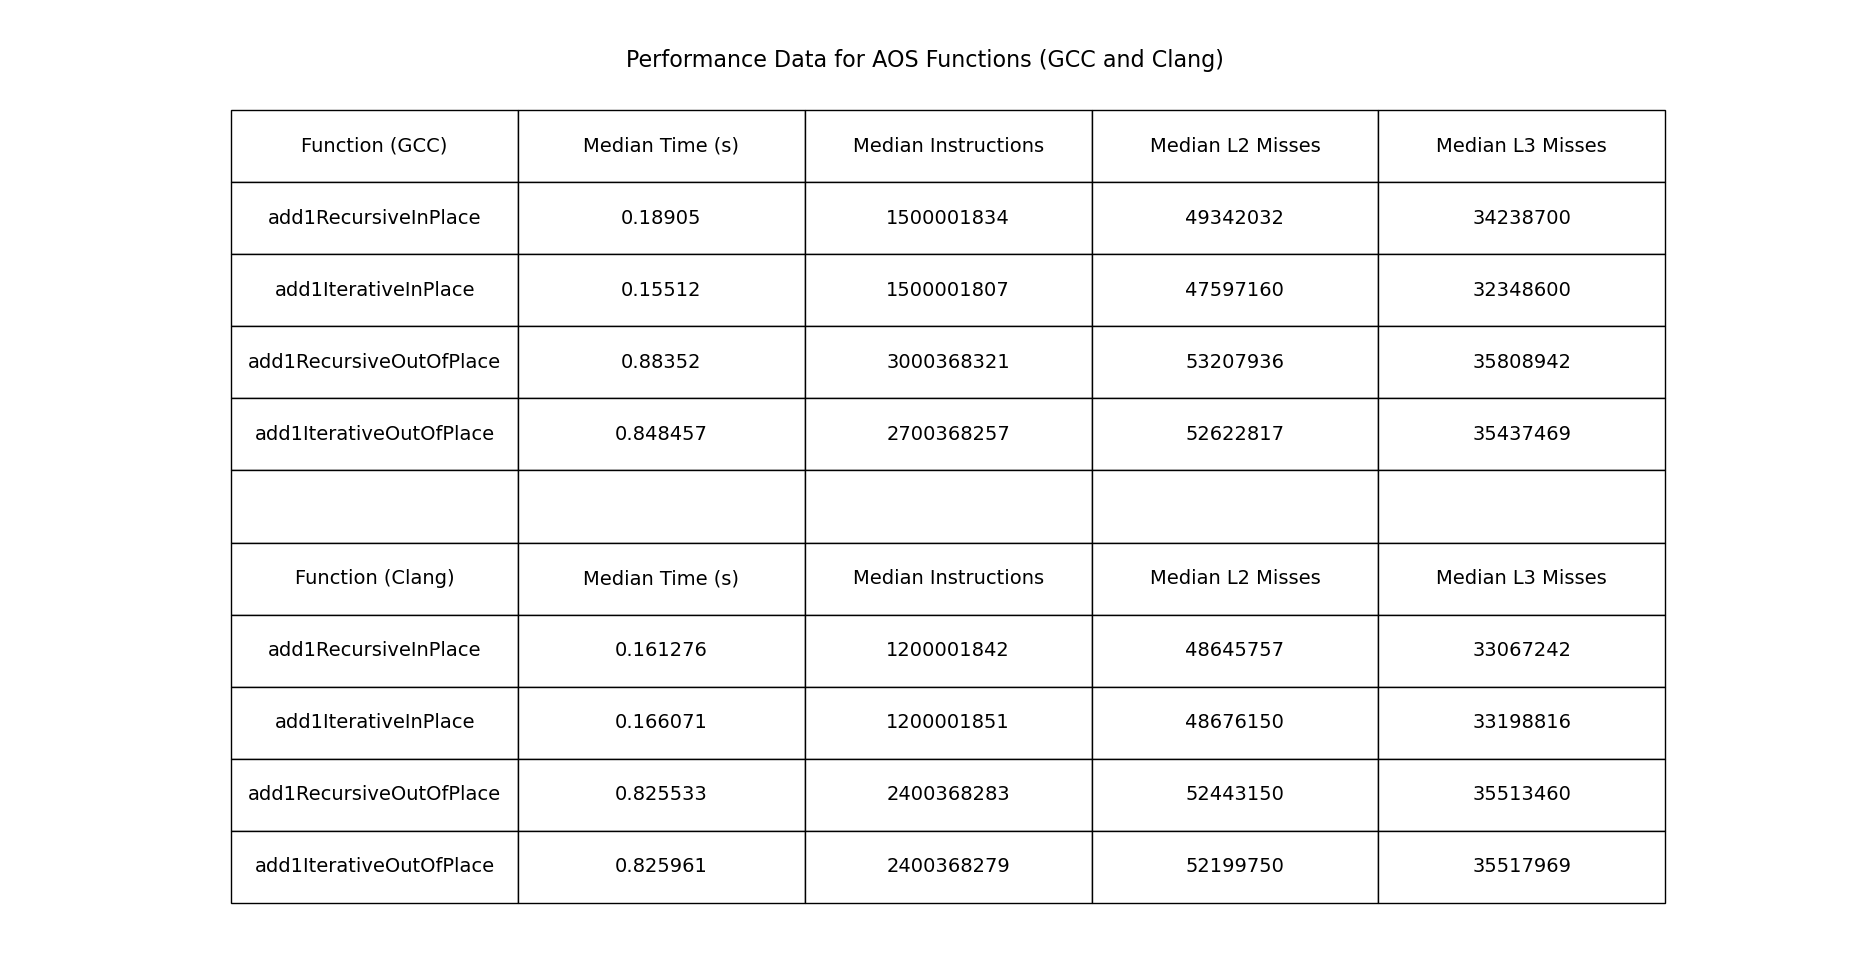 Performance Data for AOS Functions (GCC and Clang)
Function (GCC) Median Time (s) Median Instructions Median L2 Misses Median L3 Misses
add1RecursiveInPlace 0.18905 1500001834 49342032 34238700
add1IterativeInPlace 0.15512 1500001807 47597160 32348600
add1RecursiveOutOfPlace 0.88352 3000368321 53207936 35808942
add1IterativeOutOfPlace 0.848457 2700368257 52622817 35437469
Function (Clang) Median Time (s) Median Instructions Median L2 Misses Median L3 Misses
add1RecursiveInPlace 0.161276 1200001842 48645757 33067242
add1IterativeInPlace 0.166071 1200001851 48676150 33198816
add1RecursiveOutOfPlace 0.825533 2400368283 52443150 35513460
add1IterativeOutOfPlace 0.825961 2400368279 52199750 35517969